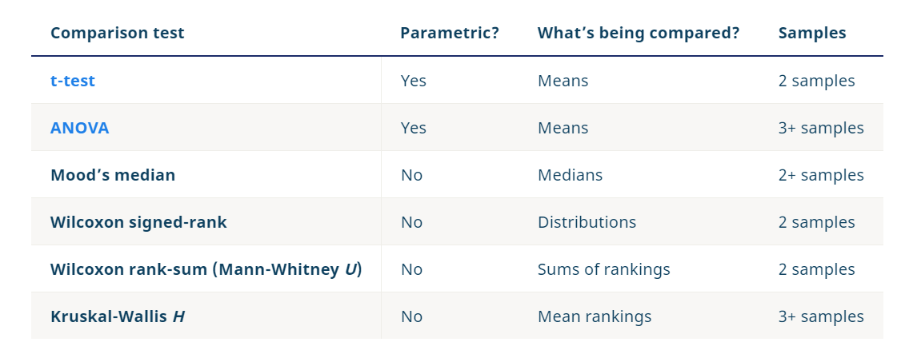 Comparison test Parametric? What's being compared? Samples
t-test Yes Means 2 samples
ANOVA Yes Means 3+ samples
Mood's median No Medians 2+ samples
Wilcoxon signed-rank No Distributions 2 samples
Wilcoxon rank-sum (Mann-Whitney U) No Sums of rankings 2 samples
Kruskal-Wallis H No Mean rankings 3+ samples